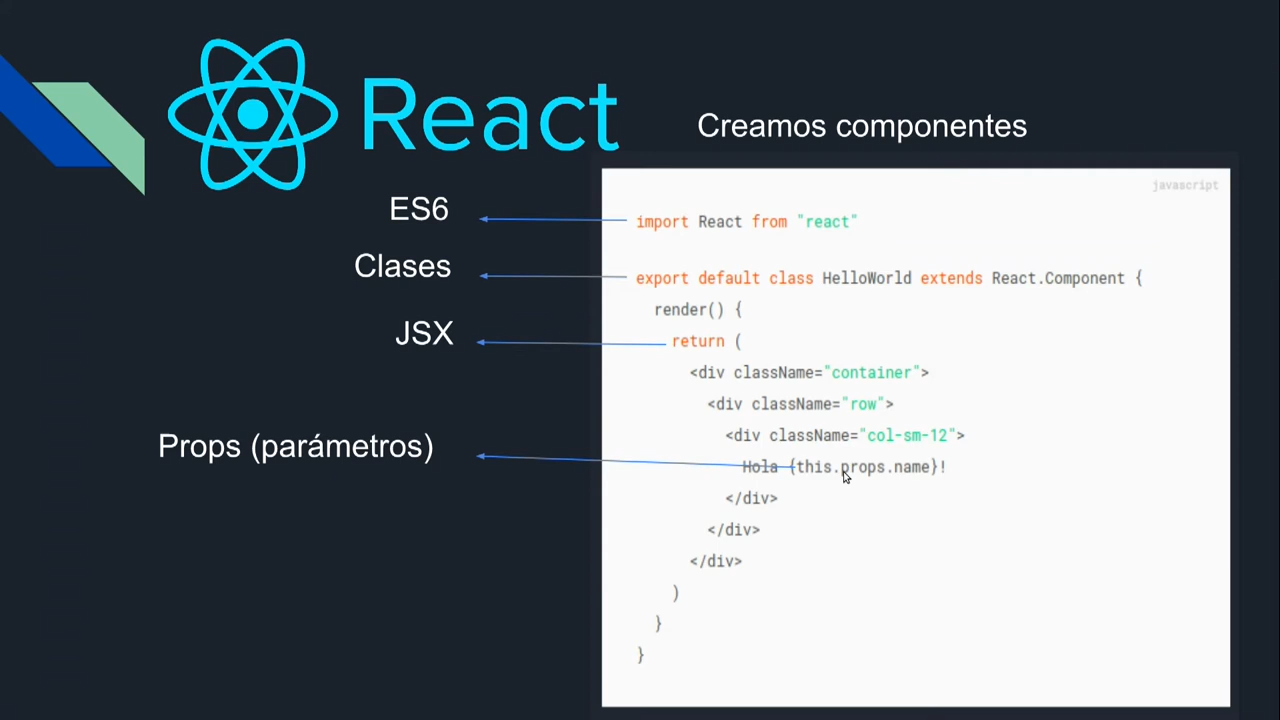 React
Creamos componentes
javascript
ES6
import React from "react"
Clases
export default class HelloWorld extends React.Component {
render() {
JSX
return (
<div className="container">
<div className="row">
<div className="col-sm-12">
Props (parámetros)
Hola {this.props.name}!
</div>
</div>
</div>
)
}
}